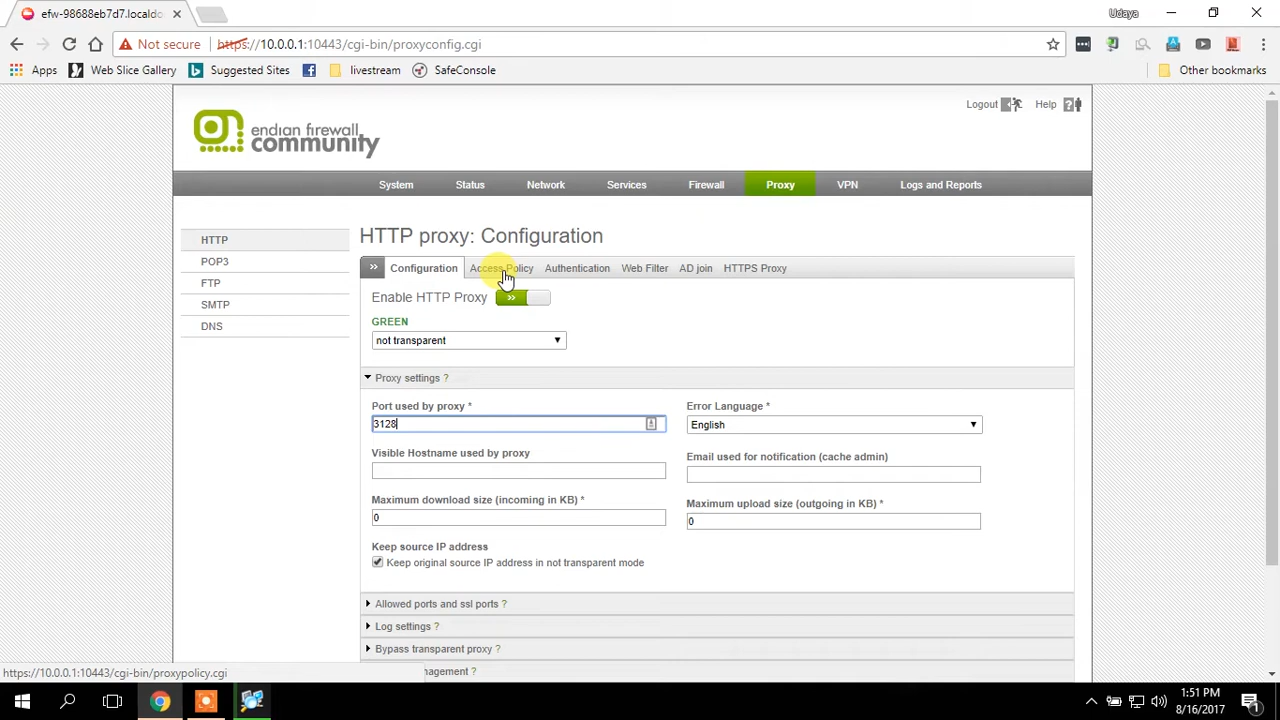 efw-98688eb7d7.localdo
Udaya
Not secure https://10.0.0.1:10443/cgi-bin/proxyconfig.cgi
Apps Web Slice Gallery Suggested Sites livestream SafeConsole Other bookmarks
Logout Help
endian firewall
community
System Status Network Services Firewall Proxy VPN Logs and Reports
HTTP
POP3
FTP
SMTP
DNS
HTTP proxy: Configuration
Configuration Access Policy Authentication Web Filter AD join HTTPS Proxy
Enable HTTP Proxy
GREEN
not transparent
Proxy settings ?
Port used by proxy * Error Language *
3128 English
Visible Hostname used by proxy Email used for notification (cache admin)
Maximum download size (incoming in KB) * Maximum upload size (outgoing in KB) *
0 0
Keep source IP address
Keep original source IP address in not transparent mode
Allowed ports and ssl ports ?
Log settings ?
Bypass transparent proxy ?
nagement ?
https://10.0.0.1:10443/cgi-bin/proxypolicy.cgi
1:51 PM
8/16/2017